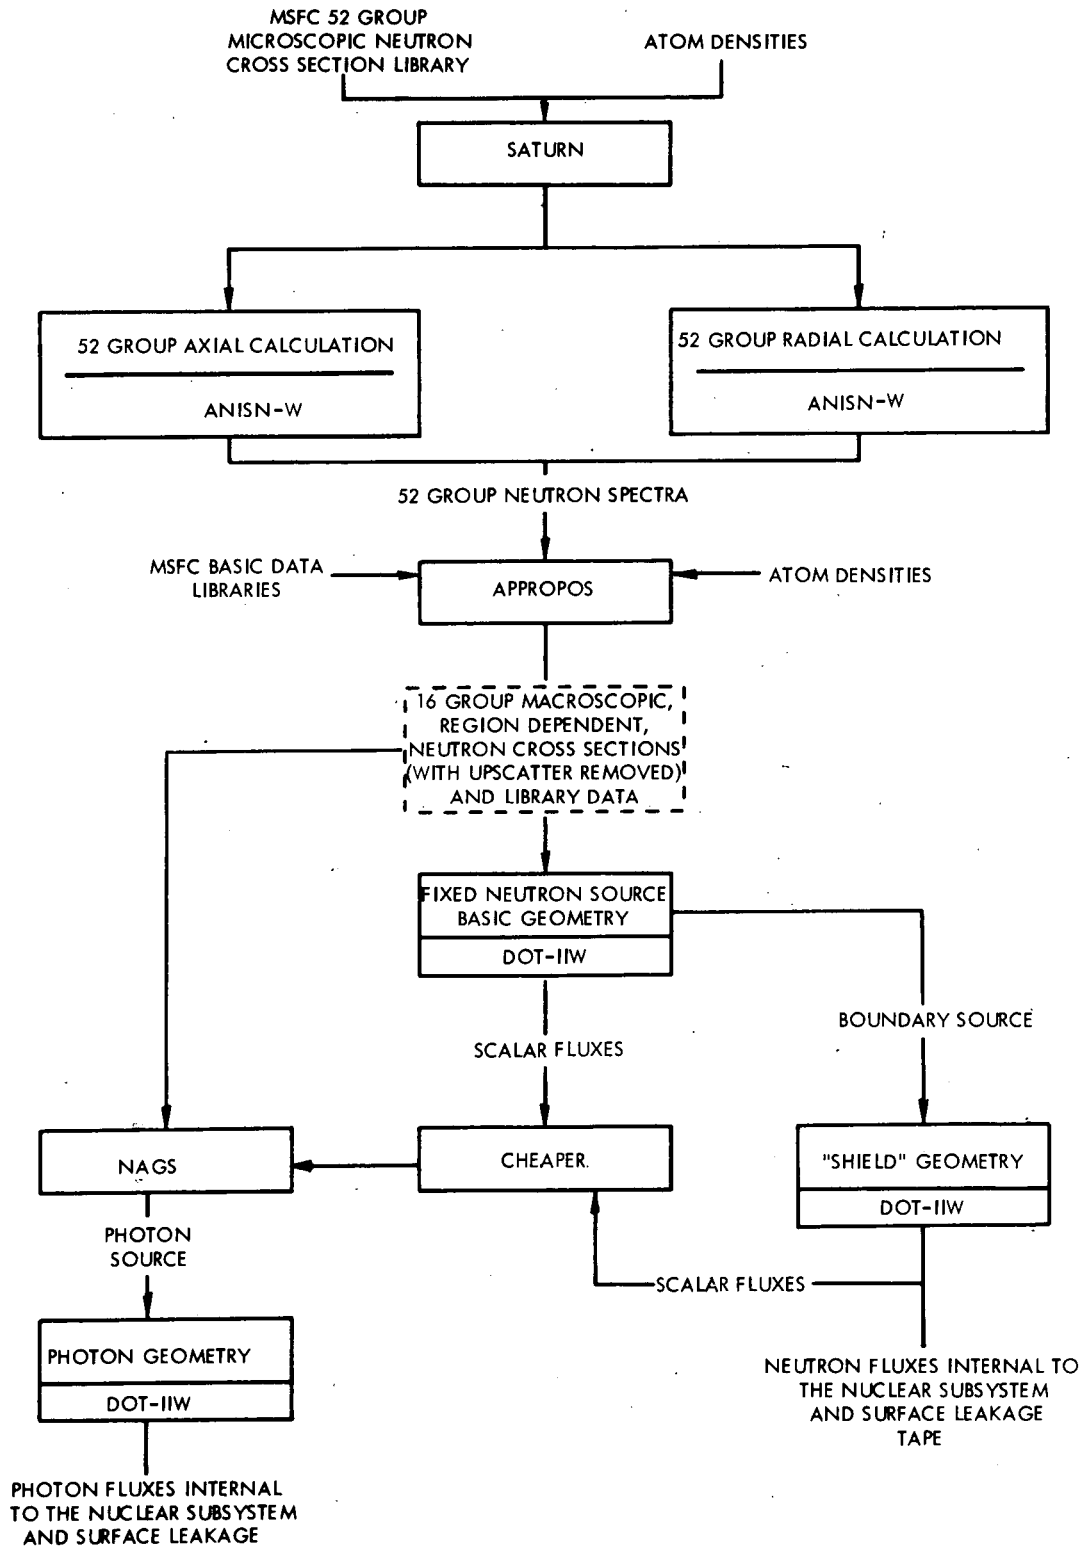 MSFC 52 GROUP
MICROSCOPIC NEUTRON
CROSS SECTION LIBRARY
ATOM DENSITIES
SATURN
52 GROUP AXIAL CALCULATION
ANISN-W
52 GROUP RADIAL CALCULATION
ANISN-W
52 GROUP NEUTRON SPECTRA
MSFC BASIC DATA
LIBRARIES
APPROPOS
ATOM DENSITIES
16 GROUP MACROSCOPIC,
REGION DEPENDENT,
NEUTRON CROSS SECTIONS
(WITH UPSCATTER REMOVED)
AND LIBRARY DATA
FIXED NEUTRON SOURCE
BASIC GEOMETRY
DOT-IIW
BOUNDARY SOURCE
SCALAR FLUXES
NAGS
CHEAPER.
"SHIELD" GEOMETRY
DOT-IIW
PHOTON
SOURCE
SCALAR FLUXES
PHOTON GEOMETRY
DOT-IIW
NEUTRON FLUXES INTERNAL TO
THE NUCLEAR SUBSYSTEM
AND SURFACE LEAKAGE
TAPE
PHOTON FLUXES INTERNAL
TO THE NUCLEAR SUBSYSTEM
AND SURFACE LEAKAGE